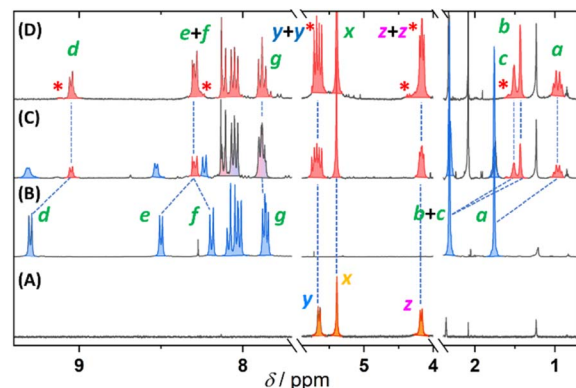 (D) d e+f g y+y* x z+z* b c a
* * * *
(C)
(B) d e f g b+c a
(A) y x z
9 8 5 4 2 1
δ / ppm